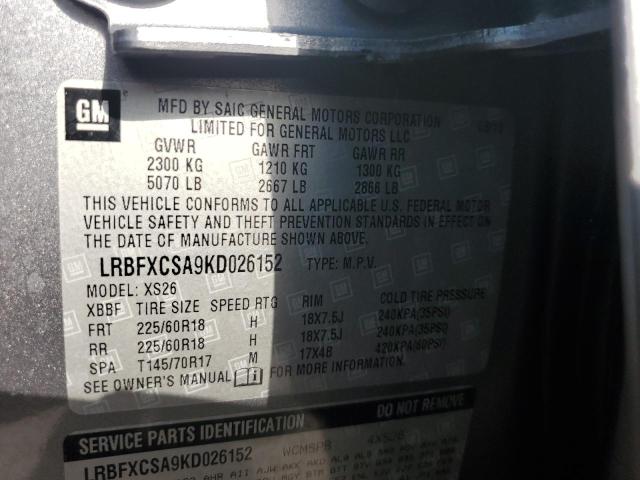 GM
MFD BY SAIC GENERAL MOTORS CORPORATION
LIMITED FOR GENERAL MOTORS LLC
GVWR GAWR FRT GAWR RR
2300 KG 1210 KG 1300 KG
5070 LB 2667 LB 2866 LB
THIS VEHICLE CONFORMS TO ALL APPLICABLE U.S. FEDERAL MOTOR
VEHICLE SAFETY AND THEFT PREVENTION STANDARDS IN EFFECT ON
THE DATE OF MANUFACTURE SHOWN ABOVE.
LRBFXCSA9KD026152 TYPE: M.P.V.
MODEL: XS26
XBBF TIRE SIZE SPEED RTG RIM COLD TIRE PRESSURE
FRT 225/60R18 H 18X7.5J 240KPA(35PSI)
RR 225/60R18 H 18X7.5J 240KPA(35PSI)
SPA T145/70R17 M 17X4B 420KPA(60PSI)
SEE OWNER'S MANUAL FOR MORE INFORMATION.
SERVICE PARTS IDENTIFICATION DO NOT REMOVE
LRBFXCSA9KD026152 WCMSPB 4XS26